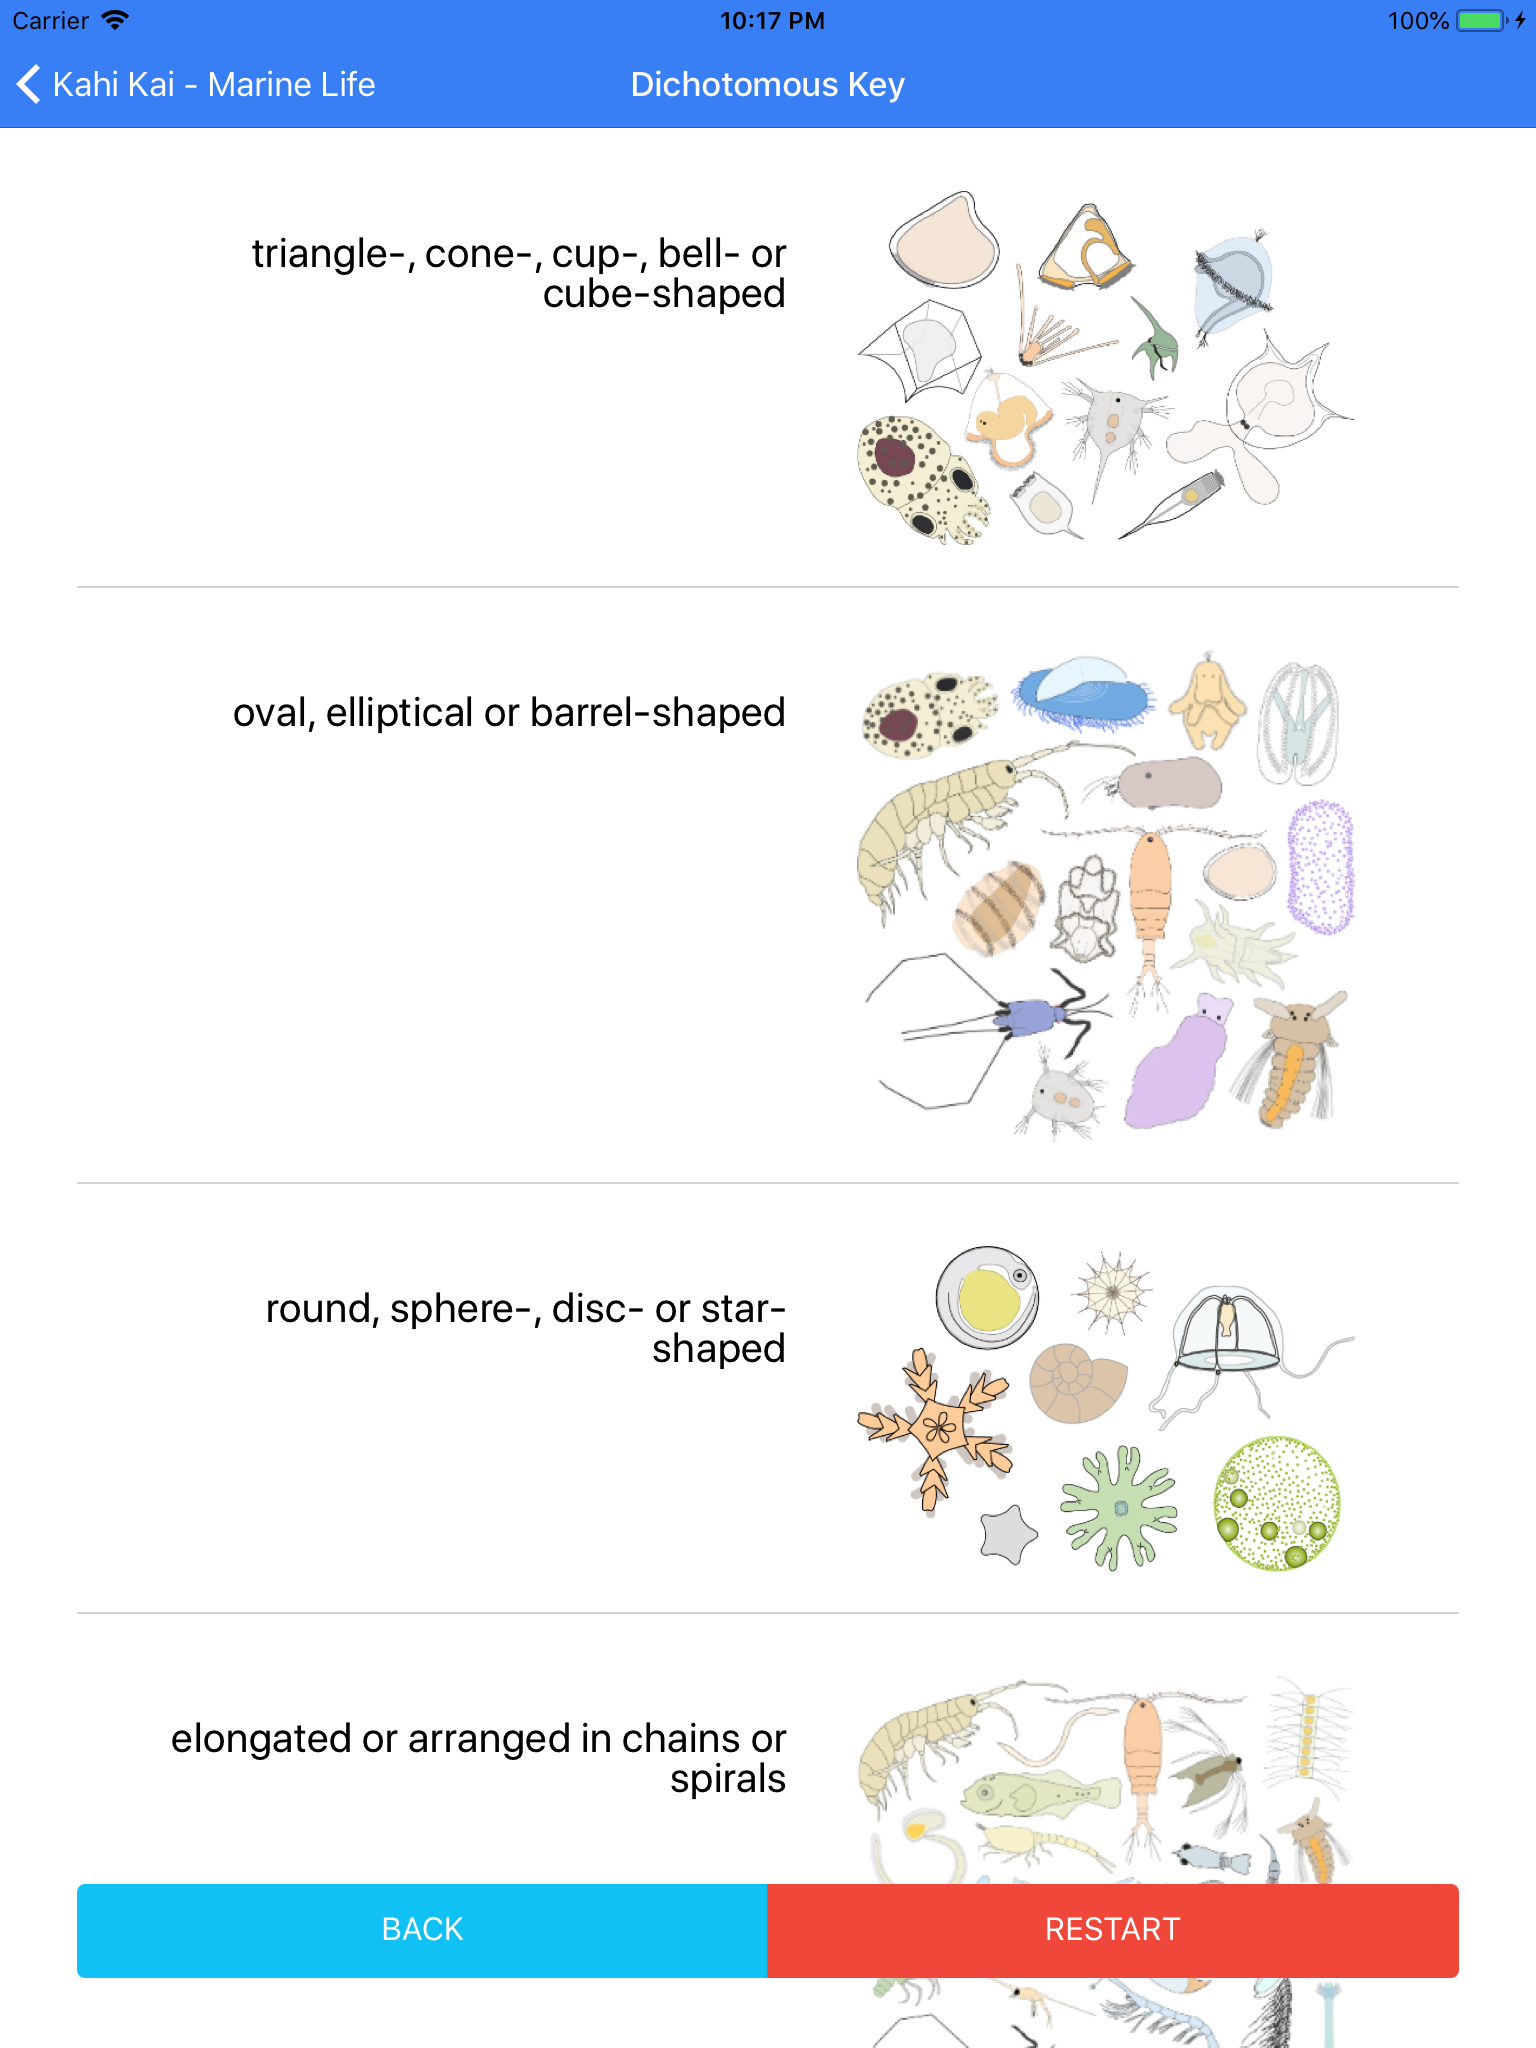 Carrier 10:17 PM 100%
Kahi Kai - Marine Life Dichotomous Key
triangle-, cone-, cup-, bell- or
cube-shaped
oval, elliptical or barrel-shaped
round, sphere-, disc- or star-
shaped
elongated or arranged in chains or
spirals
BACK RESTART